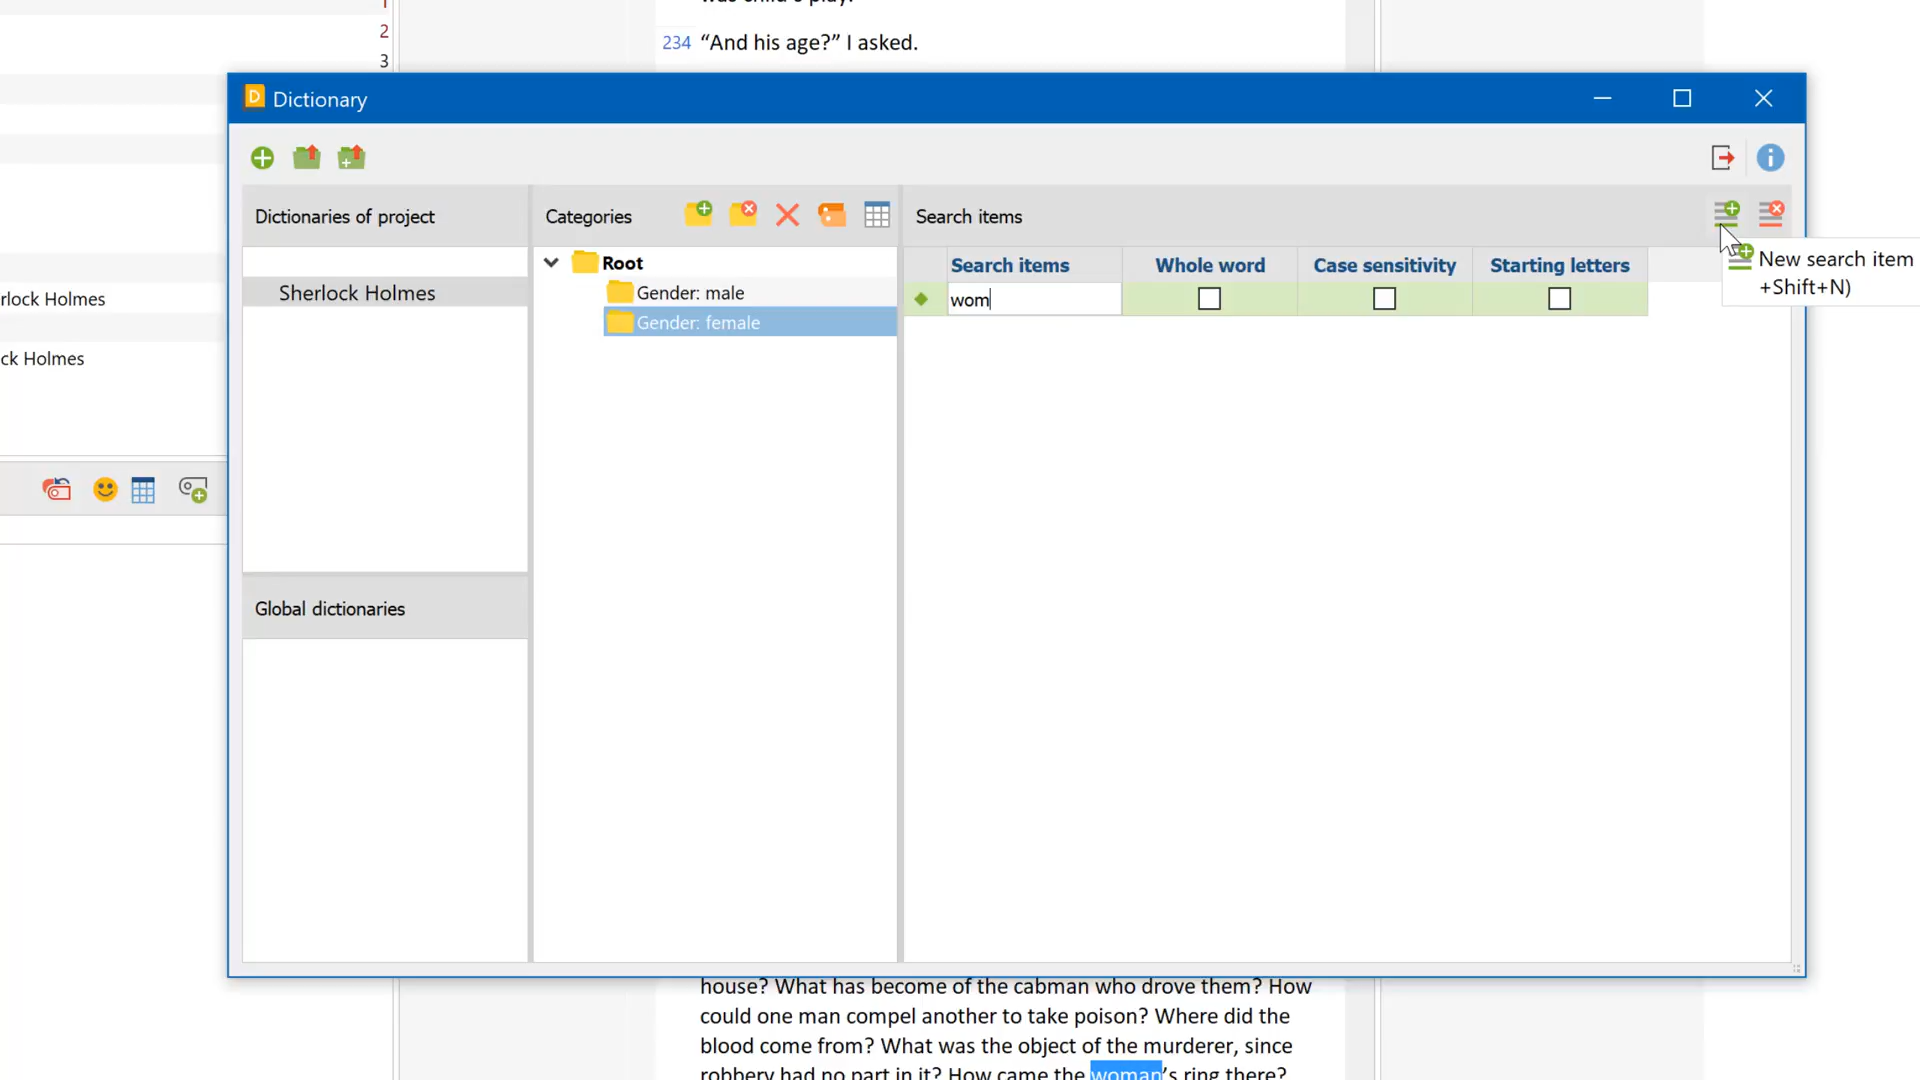 1
2
3
234 “And his age?” I asked.
Dictionary
Dictionaries of project
Categories
Search items
New search item
+Shift+N)
Root
Search items Whole word Case sensitivity Starting letters
Sherlock Holmes
Gender: male
wom
rlock Holmes
Gender: female
ck Holmes
Global dictionaries
house? What has become of the cabman who drove them? How
could one man compel another to take poison? Where did the
blood come from? What was the object of the murderer, since
robbery had no part in it? How came the woman’s ring there?